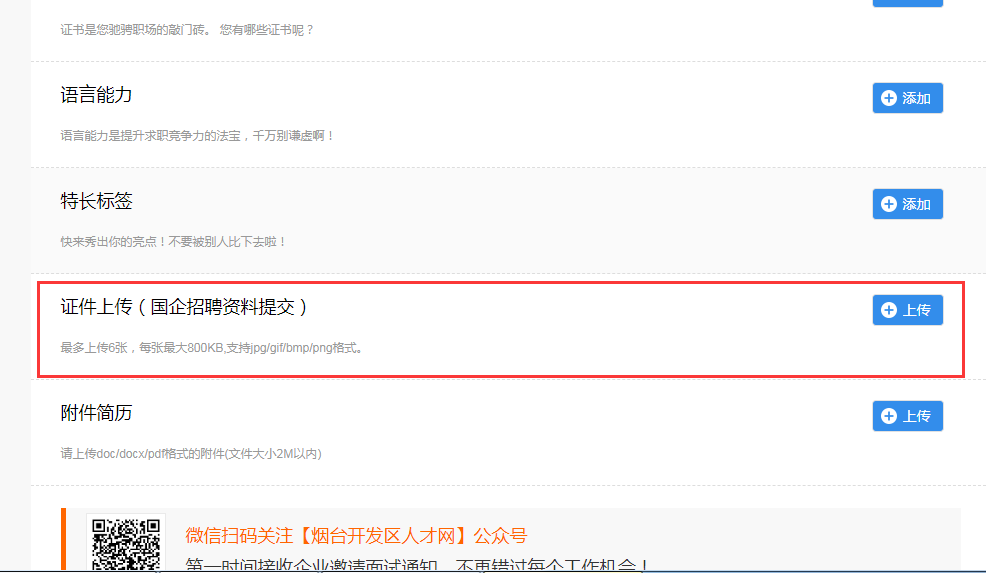 证书是您驰骋职场的敲门砖。 您有哪些证书呢？
语言能力
添加
语言能力是提升求职竞争力的法宝，千万别谦虚啊！
特长标签
添加
快来秀出你的亮点！不要被别人比下去啦！
证件上传（国企招聘资料提交）
上传
最多上传6张，每张最大800KB,支持jpg/gif/bmp/png格式。
附件简历
上传
请上传doc/docx/pdf格式的附件(文件大小2M以内)
微信扫码关注【烟台开发区人才网】公众号
第一时间接收企业邀请面试通知，不再错过每个工作机会！